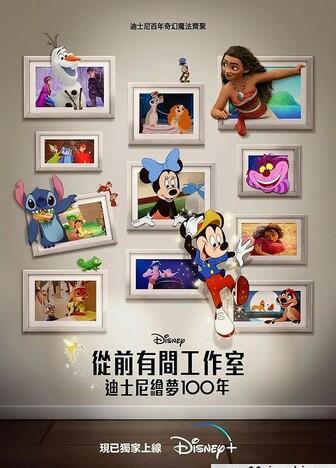 迪士尼百年奇幻魔法齊聚
Disney
從前有間工作室
迪士尼繪夢100年
現已獨家上線
Disney+